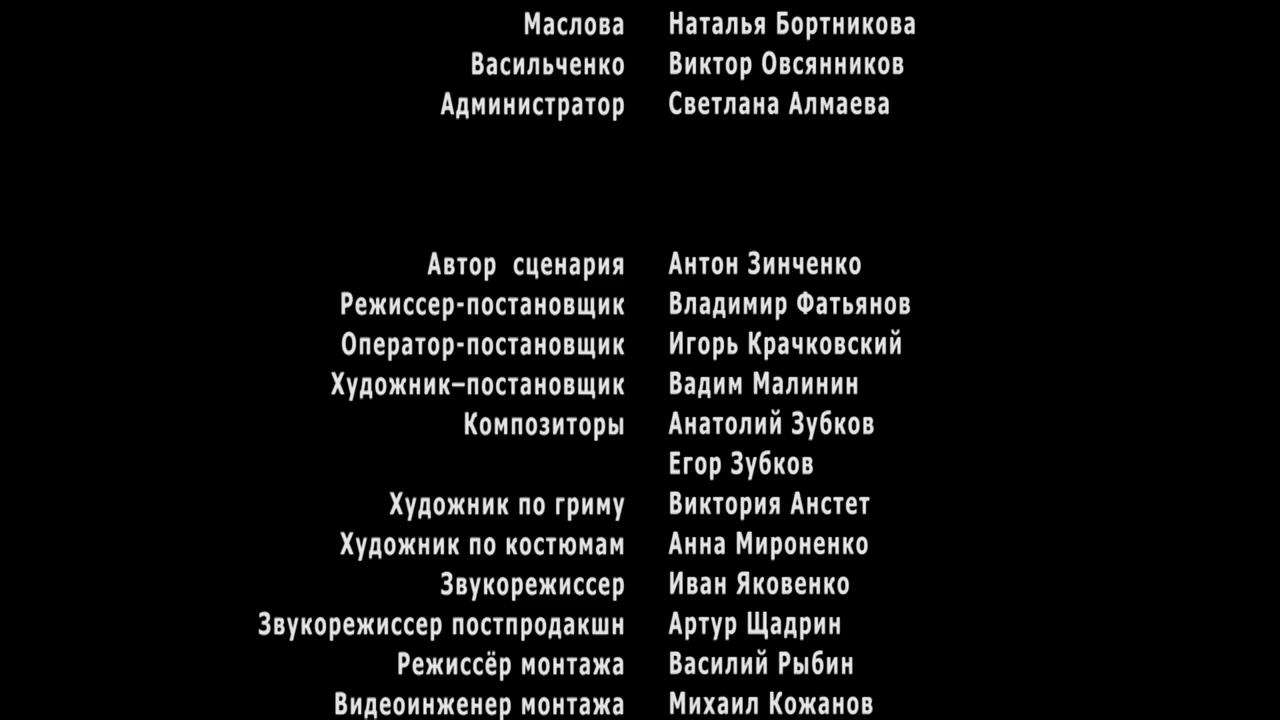 Маслова Наталья Бортникова
Васильченко Виктор Овсянников
Администратор Светлана Алмаева
Автор сценария Антон Зинченко
Режиссер-постановщик Владимир Фатьянов
Оператор-постановщик Игорь Крачковский
Художник–постановщик Вадим Малинин
Композиторы Анатолий Зубков
Егор Зубков
Художник по гриму Виктория Анстет
Художник по костюмам Анна Мироненко
Звукорежиссер Иван Яковенко
Звукорежиссер постпродакшн Артур Щадрин
Режиссёр монтажа Василий Рыбин
Видеоинженер монтажа Михаил Кожанов